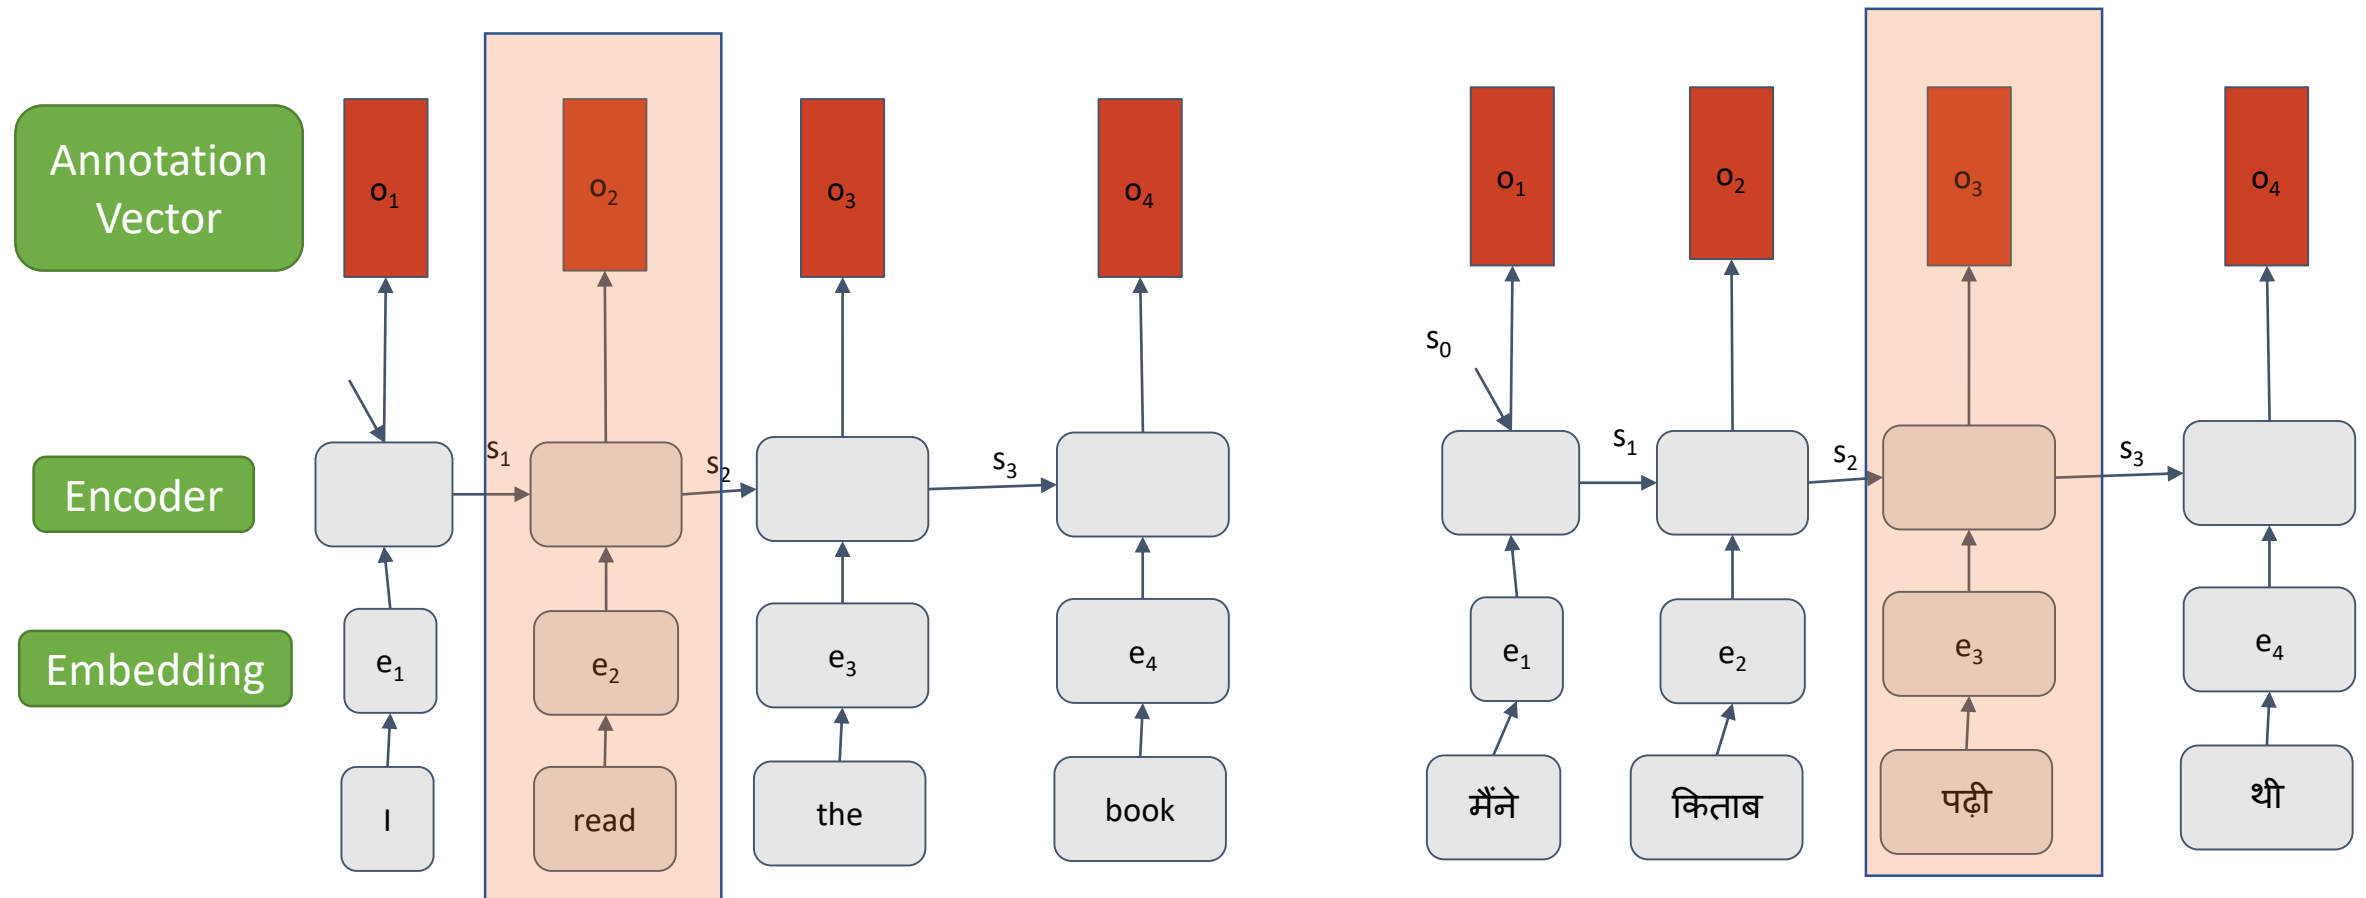 Annotation
Vector
o₁ o₂ o₃ o₄
s₁ s₂ s₃
Encoder
Embedding
e₁ e₂ e₃ e₄
I read the book
o₁ o₂ o₃ o₄
s₀
s₁ s₂ s₃
e₁ e₂ e₃ e₄
मैंने किताब पढ़ी थी